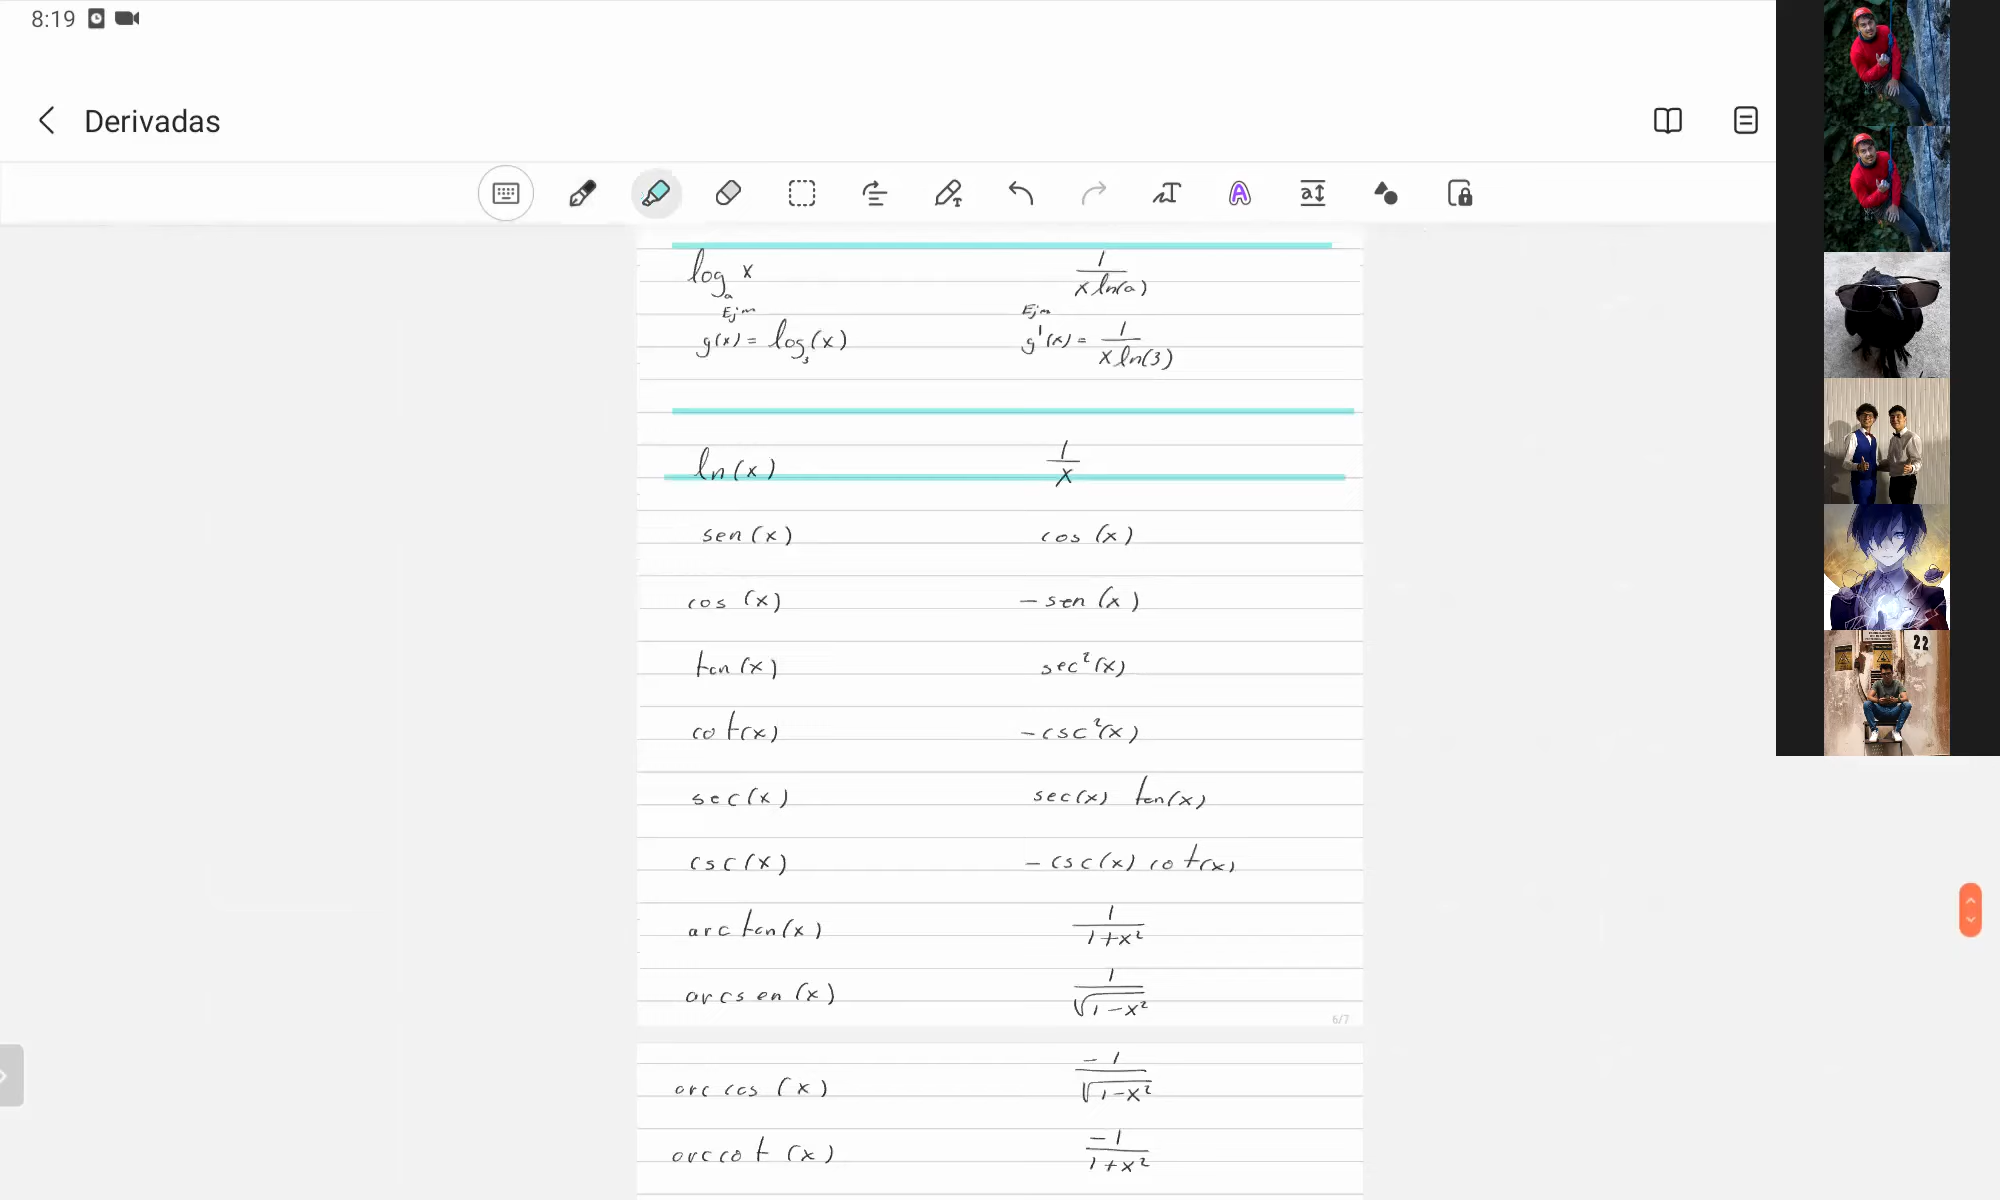 8:19
Derivadas
log_a x    1/(x ln(a))
Ejm    Ejm
g(x) = log_3(x)    g'(x) = 1/(x ln(3))
ln(x)    1/x
sen(x)    cos(x)
cos(x)    -sen(x)
tan(x)    sec²(x)
cot(x)    -csc²(x)
sec(x)    sec(x) tan(x)
csc(x)    -csc(x) cot(x)
arctan(x)    1/(1+x²)
arcsen(x)    1/√(1-x²)
6/7
arccos(x)    -1/√(1-x²)
arccot(x)    -1/(1+x²)
22